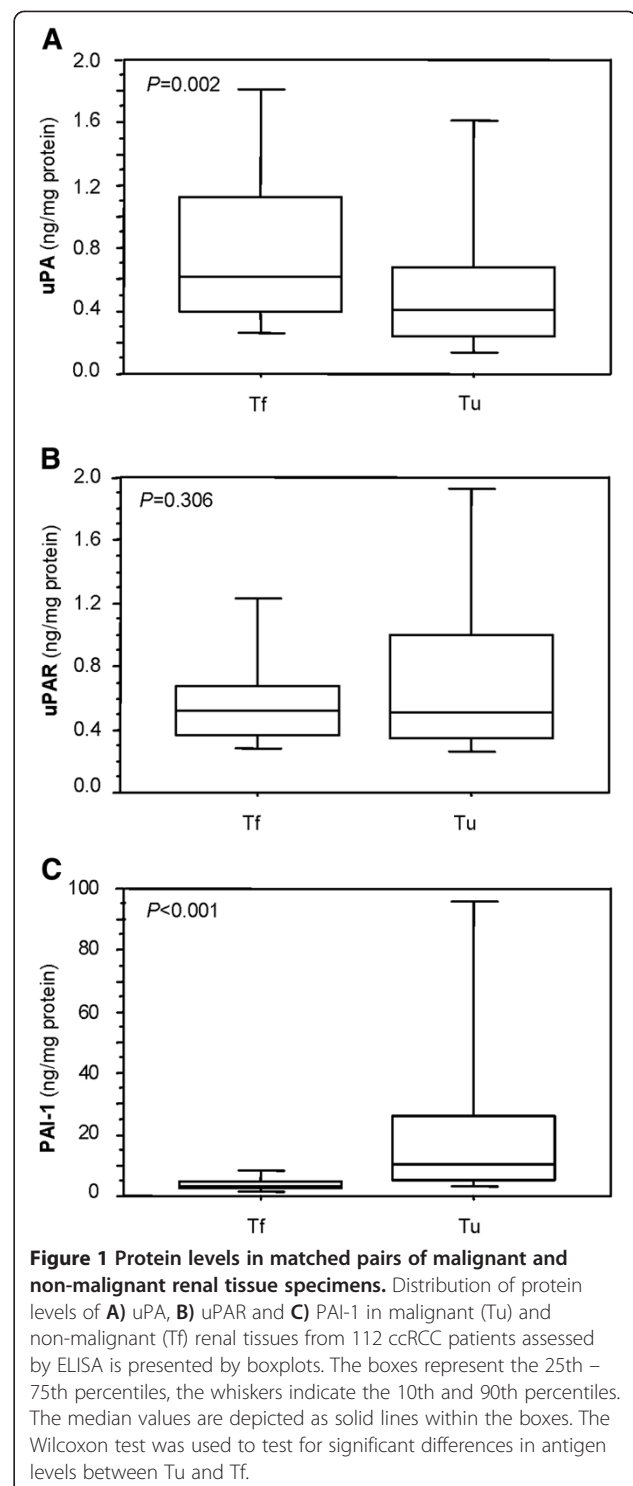 A
P=0.002
uPA (ng/mg protein)
2.0
1.6
1.2
0.8
0.4
0.0
Tf Tu
B
P=0.306
uPAR (ng/mg protein)
2.0
1.6
1.2
0.8
0.4
0.0
Tf Tu
C
P<0.001
PAI-1 (ng/mg protein)
100
80
60
40
20
0
Tf Tu
Figure 1 Protein levels in matched pairs of malignant and
non-malignant renal tissue specimens. Distribution of protein
levels of A) uPA, B) uPAR and C) PAI-1 in malignant (Tu) and
non-malignant (Tf) renal tissues from 112 ccRCC patients assessed
by ELISA is presented by boxplots. The boxes represent the 25th –
75th percentiles, the whiskers indicate the 10th and 90th percentiles.
The median values are depicted as solid lines within the boxes. The
Wilcoxon test was used to test for significant differences in antigen
levels between Tu and Tf.